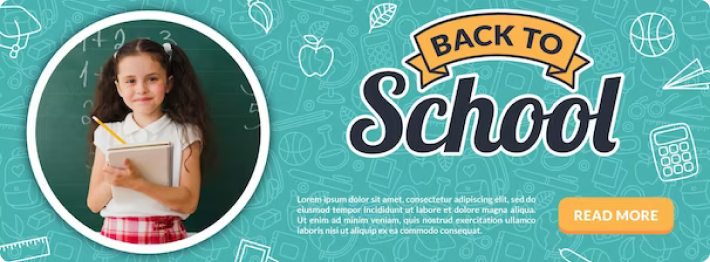 BACK TO
School
Lorem ipsum dolor sit amet, consectetur adipiscing elit, sed do
eiusmod tempor incididunt ut labore et dolore magna aliqua.
Ut enim ad minim veniam, quis nostrud exercitation ullamco
laboris nisi ut aliquip ex ea commodo consequat.
READ MORE